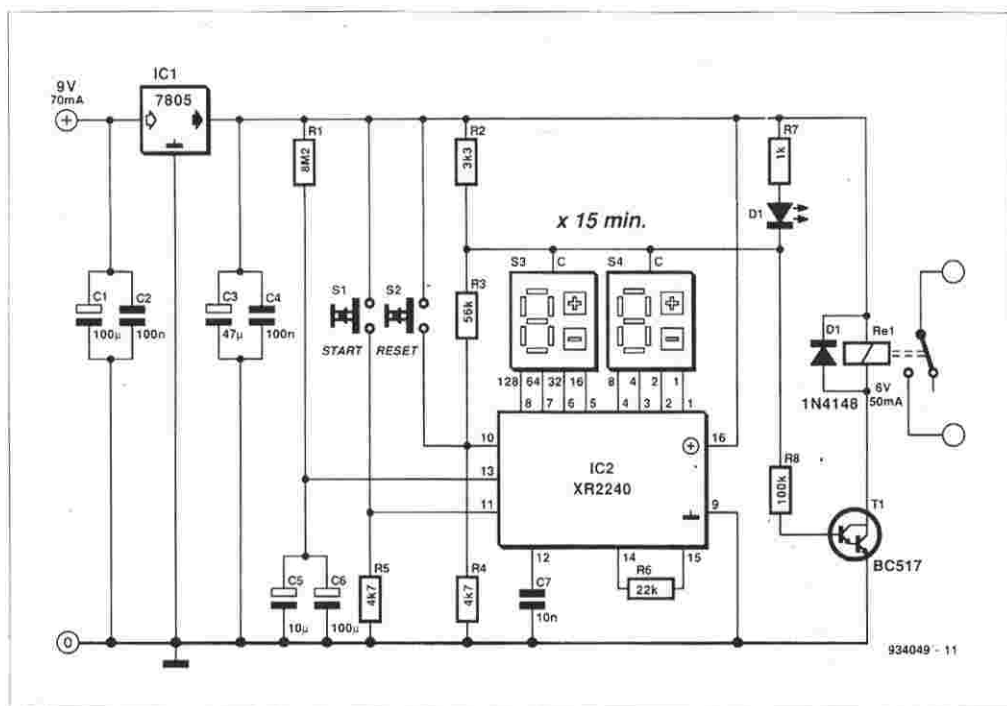 IC1
9V
70mA
7805
R1
8M2
R2
3k3
R7
1k
D1
x 15 min.
S3
C
S4
C
C1
100µ
C2
100n
C3
47µ
C4
100n
S1
START
S2
RESET
R3
56k
D1
1N4148
Re1
6V
50mA
128 64 32 16
8 4 2 1
8 7 6 5
4 3 2 1
10
13
11
IC2
XR2240
16
9
12
14
15
R8
100k
T1
BC517
C5
10µ
C6
100µ
R5
4k7
R4
4k7
C7
10n
R6
22k
0
934049 - 11